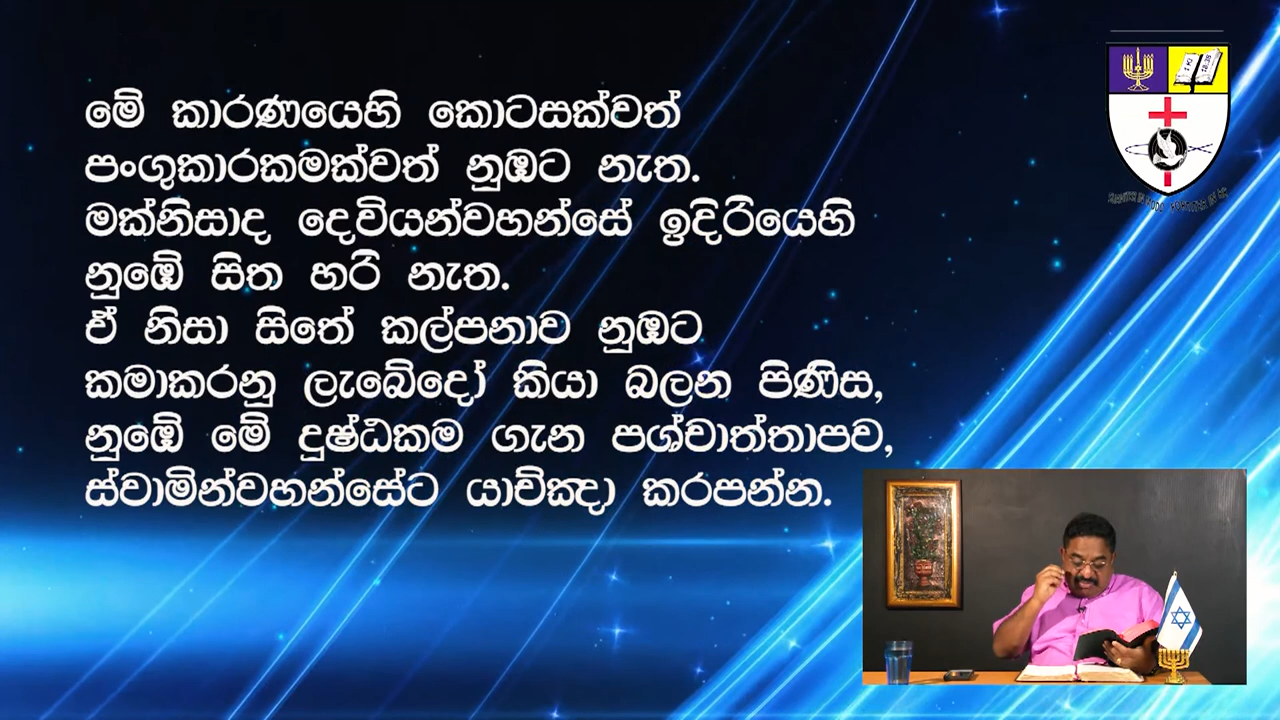 මේ කාරණයෙහි කොටසක්වත්
පංගුකාරකමක්වත් නුඹට නැත.
මක්නිසාද දෙවියන්වහන්සේ ඉදිරියෙහි
නුඹේ සිත හරි නැත.
ඒ නිසා සිතේ කල්පනාව නුඹට
කමාකරනු ලැබේදෝ කියා බලන පිණිස,
නුඹේ මේ දුෂ්ඨකම ගැන පශ්චාත්තාපව,
ස්වාමින්වහන්සේට යාච්ඤා කරපන්න.